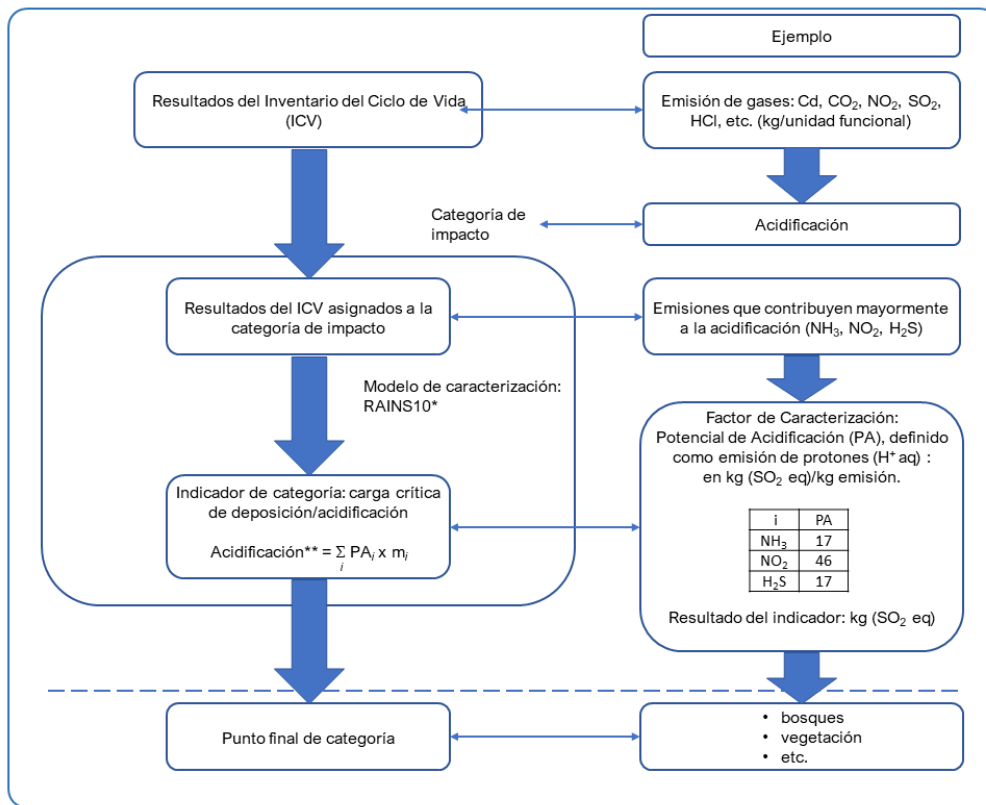 Ejemplo
Resultados del Inventario del Ciclo de Vida
(ICV)
Emisión de gases: Cd, CO₂, NO₂, SO₂,
HCl, etc. (kg/unidad funcional)
Categoría de
impacto
Acidificación
Resultados del ICV asignados a la
categoría de impacto
Emisiones que contribuyen mayormente
a la acidificación (NH₃, NO₂, H₂S)
Modelo de caracterización:
RAINS10*
Factor de Caracterización:
Potencial de Acidificación (PA), definido
como emisión de protones (H⁺ aq) :
en kg (SO₂ eq)/kg emisión.
i PA
NH₃ 17
NO₂ 46
H₂S 17
Resultado del indicador: kg (SO₂ eq)
Indicador de categoría: carga crítica
de deposición/acidificación
Acidificación** = Σ PAᵢ x mᵢ
i
Punto final de categoría
• bosques
• vegetación
• etc.